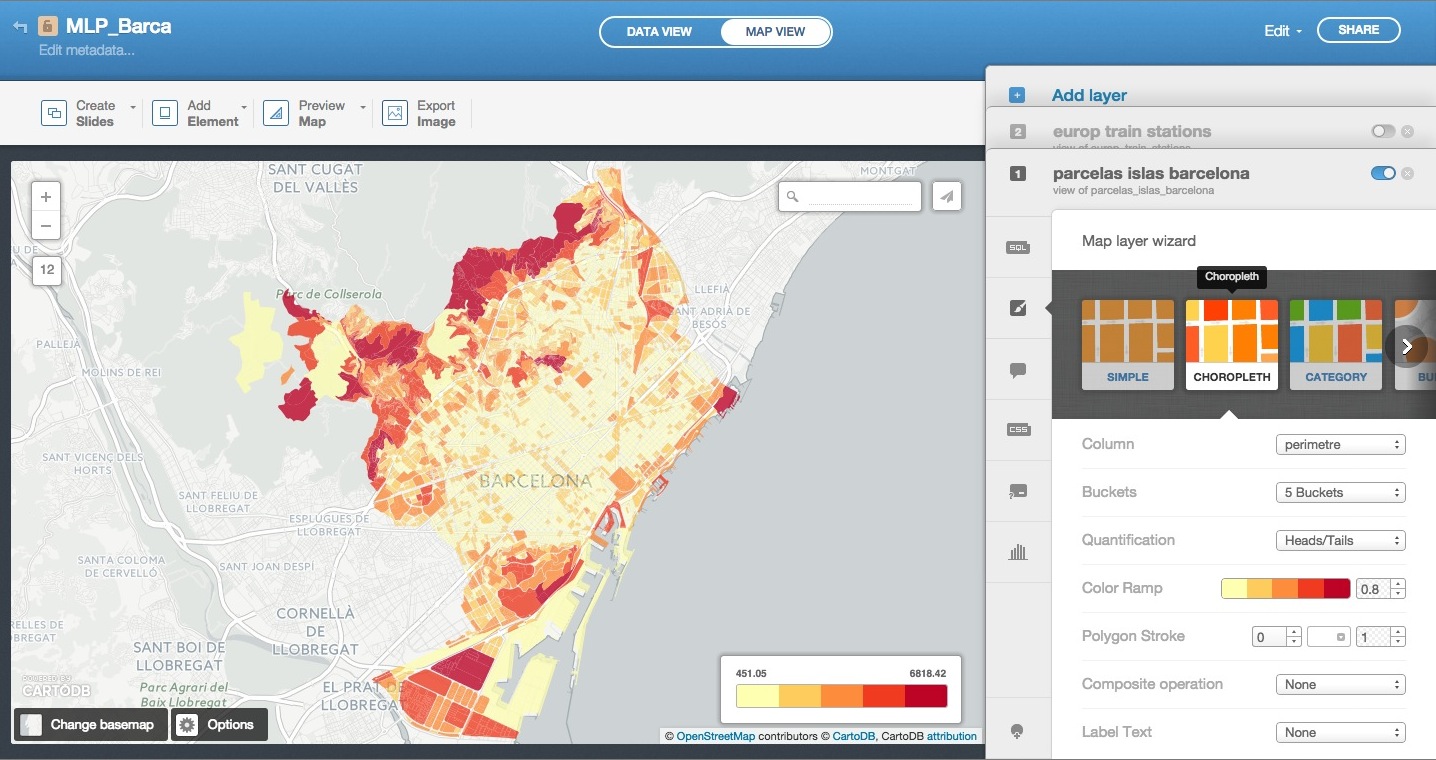 MLP_Barca
Edit metadata...
DATA VIEW
MAP VIEW
Edit
SHARE
Create
Slides
Add
Element
Preview
Map
Export
Image
Add layer
2
europ train stations
view of europ_train_stations
1
parcelas islas barcelona
view of parcelas_islas_barcelona
Map layer wizard
Choropleth
SIMPLE
CHOROPLETH
CATEGORY
BU
SQL
CSS
Column
perimetre
Buckets
5 Buckets
Quantification
Heads/Tails
Color Ramp
0.8
Polygon Stroke
0
1
Composite operation
None
Label Text
None
+
−
12
SANT CUGAT
DEL VALLÈS
MONTGAT
Parc de Collserola
LLEFIÀ
SANT ADRIÀ DE
BESÒS
PALLEJÀ
MOLINS DE REI
SANT VICENÇ DELS
HORTS
BARCELONA
SANT FELIU DE
LLOBREGAT
ESPLUGUES DE
LLOBREGAT
SANTA COLOMA
DE CERVELLÓ
SANT JOAN DESPÍ
CORNELLÀ
DE
LLOBREGAT
SANT BOI DE
LLOBREGAT
EL PRAT DE
LLOBREGAT
Parc Agrari del
Baix Llobregat
POWERED BY
CARTODB
451.05
6818.42
Change basemap
Options
© OpenStreetMap contributors © CartoDB, CartoDB attribution